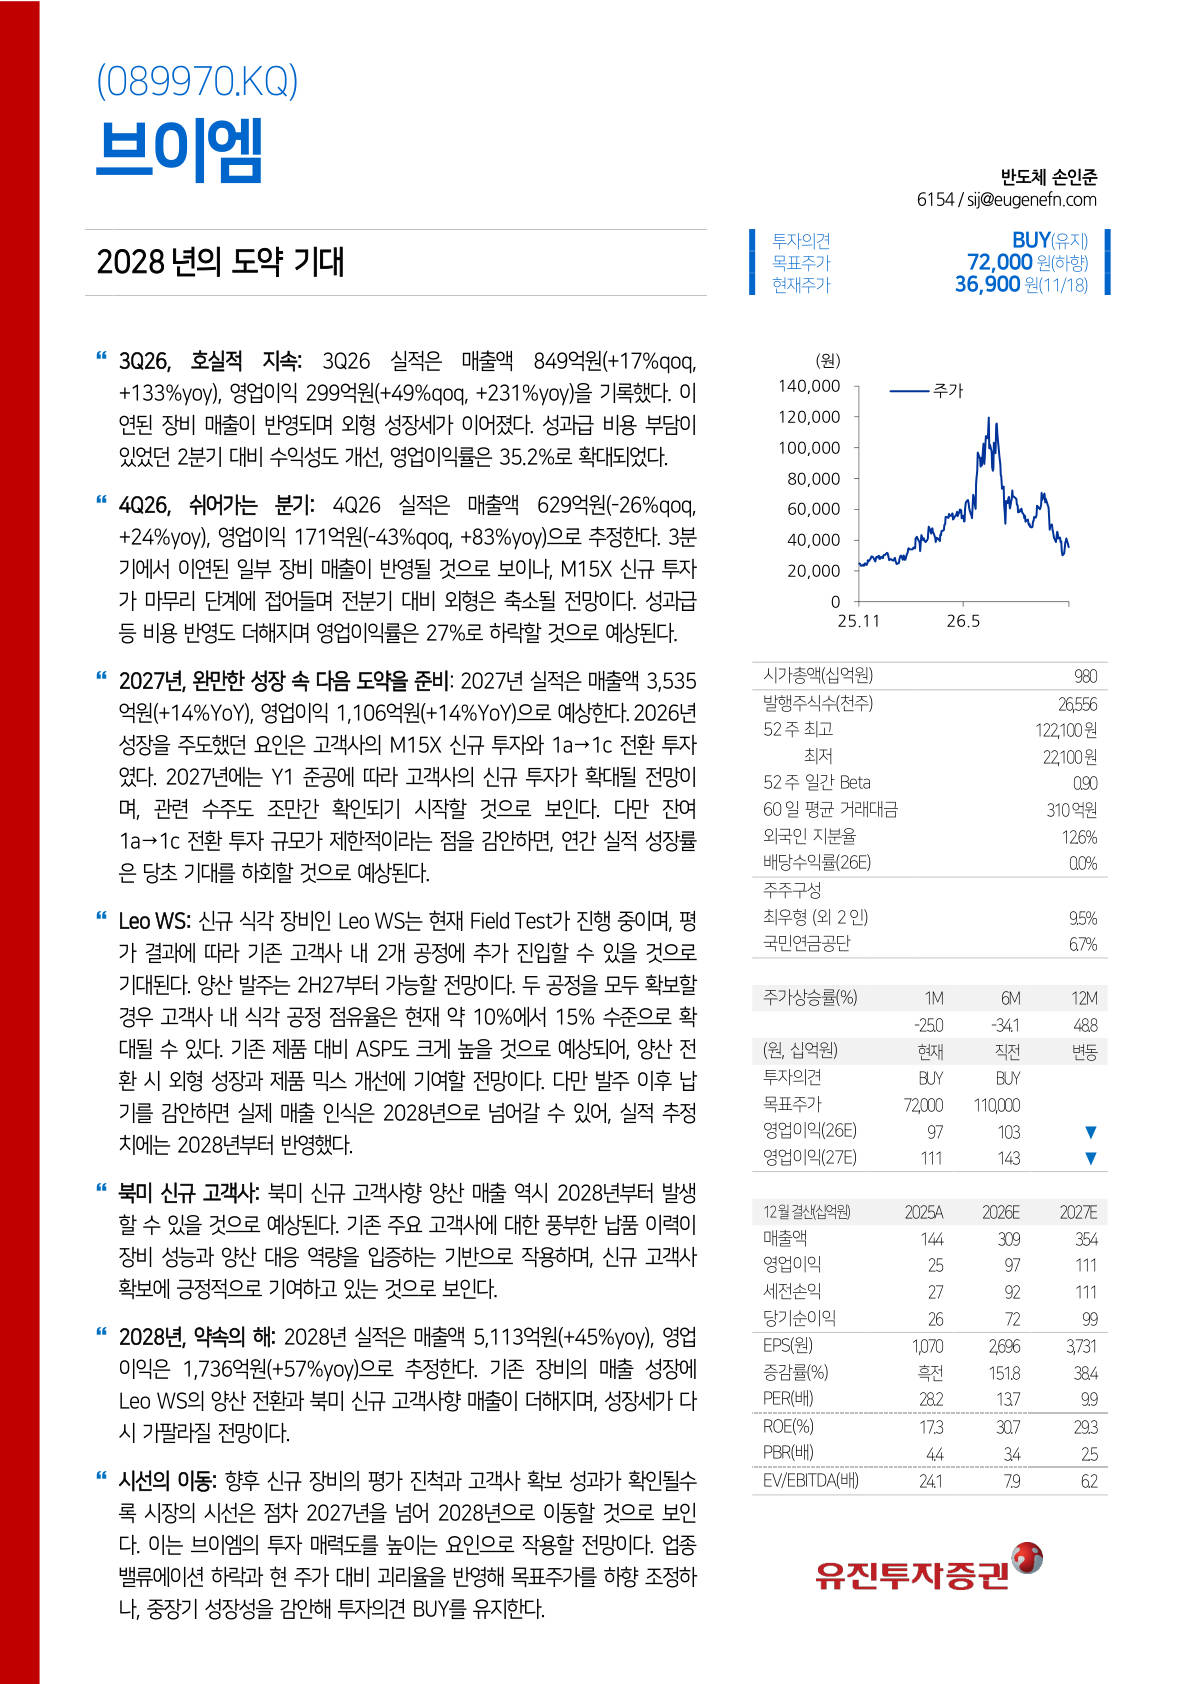 (089970.KQ)
브이엠
반도체 손인준
6154 / sij@eugenefn.com
2028년의 도약 기대
투자의견 BUY(유지)
목표주가 72,000 원(하향)
현재주가 36,900 원(11/18)
“ 3Q26, 호실적 지속: 3Q26 실적은 매출액 849억원(+17%qoq,
+133%yoy), 영업이익 299억원(+49%qoq, +231%yoy)을 기록했다. 이
연된 장비 매출이 반영되며 외형 성장세가 이어졌다. 성과급 비용 부담이
있었던 2분기 대비 수익성도 개선, 영업이익률은 35.2%로 확대되었다.
“ 4Q26, 쉬어가는 분기: 4Q26 실적은 매출액 629억원(-26%qoq,
+24%yoy), 영업이익 171억원(-43%qoq, +83%yoy)으로 추정한다. 3분
기에서 이연된 일부 장비 매출이 반영될 것으로 보이나, M15X 신규 투자
가 마무리 단계에 접어들며 전분기 대비 외형은 축소될 전망이다. 성과급
등 비용 반영도 더해지며 영업이익률은 27%로 하락할 것으로 예상된다.
“ 2027년, 완만한 성장 속 다음 도약을 준비: 2027년 실적은 매출액 3,535
억원(+14%YoY), 영업이익 1,106억원(+14%YoY)으로 예상한다. 2026년
성장을 주도했던 요인은 고객사의 M15X 신규 투자와 1a→1c 전환 투자
였다. 2027년에는 Y1 준공에 따라 고객사의 신규 투자가 확대될 전망이
며, 관련 수주도 조만간 확인되기 시작할 것으로 보인다. 다만 잔여
1a→1c 전환 투자 규모가 제한적이라는 점을 감안하면, 연간 실적 성장률
은 당초 기대를 하회할 것으로 예상된다.
“ Leo WS: 신규 식각 장비인 Leo WS는 현재 Field Test가 진행 중이며, 평
가 결과에 따라 기존 고객사 내 2개 공정에 추가 진입할 수 있을 것으로
기대된다. 양산 발주는 2H27부터 가능할 전망이다. 두 공정을 모두 확보할
경우 고객사 내 식각 공정 점유율은 현재 약 10%에서 15% 수준으로 확
대될 수 있다. 기존 제품 대비 ASP도 크게 높을 것으로 예상되어, 양산 전
환 시 외형 성장과 제품 믹스 개선에 기여할 전망이다. 다만 발주 이후 납
기를 감안하면 실제 매출 인식은 2028년으로 넘어갈 수 있어, 실적 추정
치에는 2028년부터 반영했다.
“ 북미 신규 고객사: 북미 신규 고객사향 양산 매출 역시 2028년부터 발생
할 수 있을 것으로 예상된다. 기존 주요 고객사에 대한 풍부한 납품 이력이
장비 성능과 양산 대응 역량을 입증하는 기반으로 작용하며, 신규 고객사
확보에 긍정적으로 기여하고 있는 것으로 보인다.
“ 2028년, 약속의 해: 2028년 실적은 매출액 5,113억원(+45%yoy), 영업
이익은 1,736억원(+57%yoy)으로 추정한다. 기존 장비의 매출 성장에
Leo WS의 양산 전환과 북미 신규 고객사향 매출이 더해지며, 성장세가 다
시 가팔라질 전망이다.
“ 시선의 이동: 향후 신규 장비의 평가 진척과 고객사 확보 성과가 확인될수
록 시장의 시선은 점차 2027년을 넘어 2028년으로 이동할 것으로 보인
다. 이는 브이엠의 투자 매력도를 높이는 요인으로 작용할 전망이다. 업종
밸류에이션 하락과 현 주가 대비 괴리율을 반영해 목표주가를 하향 조정하
나, 중장기 성장성을 감안해 투자의견 BUY를 유지한다.
(원)
140,000
120,000
100,000
80,000
60,000
40,000
20,000
0
주가
25.11 26.5
시가총액(십억원) 980
발행주식수(천주) 26,556
52주 최고 122,100원
최저 22,100원
52주 일간 Beta 0.90
60일 평균 거래대금 310억원
외국인 지분율 12.6%
배당수익률(26E) 0.0%
주주구성
최우형 (외 2인) 9.5%
국민연금공단 6.7%
주가상승률(%) 1M 6M 12M
-25.0 -34.1 48.8
(원, 십억원) 현재 직전 변동
투자의견 BUY BUY
목표주가 72,000 110,000
영업이익(26E) 97 103 ▼
영업이익(27E) 111 143 ▼
12월 결산(십억원) 2025A 2026E 2027E
매출액 144 309 354
영업이익 25 97 111
세전손익 27 92 111
당기순이익 26 72 99
EPS(원) 1,070 2,696 3,731
증감률(%) 흑전 151.8 38.4
PER(배) 28.2 13.7 9.9
ROE(%) 17.3 30.7 29.3
PBR(배) 4.4 3.4 2.5
EV/EBITDA(배) 24.1 7.9 6.2
유진투자증권